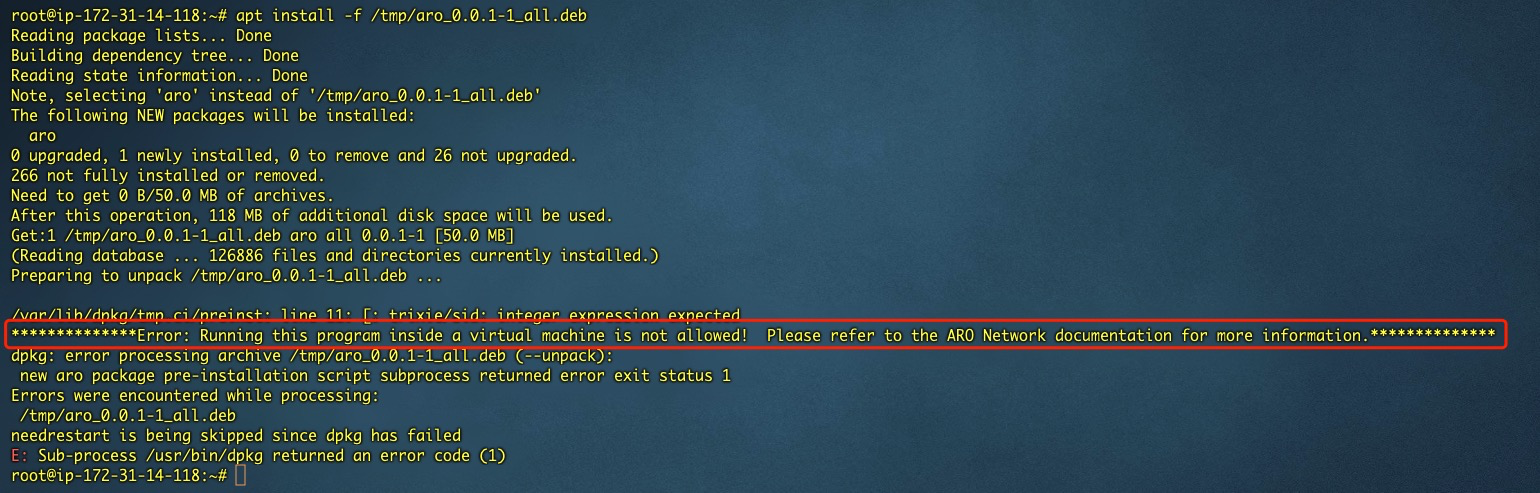 root@ip-172-31-14-118:~# apt install -f /tmp/aro_0.0.1-1_all.deb
Reading package lists... Done
Building dependency tree... Done
Reading state information... Done
Note, selecting 'aro' instead of '/tmp/aro_0.0.1-1_all.deb'
The following NEW packages will be installed:
  aro
0 upgraded, 1 newly installed, 0 to remove and 26 not upgraded.
266 not fully installed or removed.
Need to get 0 B/50.0 MB of archives.
After this operation, 118 MB of additional disk space will be used.
Get:1 /tmp/aro_0.0.1-1_all.deb aro all 0.0.1-1 [50.0 MB]
(Reading database ... 126886 files and directories currently installed.)
Preparing to unpack /tmp/aro_0.0.1-1_all.deb ...
/var/lib/dpkg/tmp.ci/preinst: line 11: [: trixie/sid: integer expression expected
**************Error: Running this program inside a virtual machine is not allowed!  Please refer to the ARO Network documentation for more information.**************
dpkg: error processing archive /tmp/aro_0.0.1-1_all.deb (--unpack):
 new aro package pre-installation script subprocess returned error exit status 1
Errors were encountered while processing:
 /tmp/aro_0.0.1-1_all.deb
needrestart is being skipped since dpkg has failed
E: Sub-process /usr/bin/dpkg returned an error code (1)
root@ip-172-31-14-118:~#